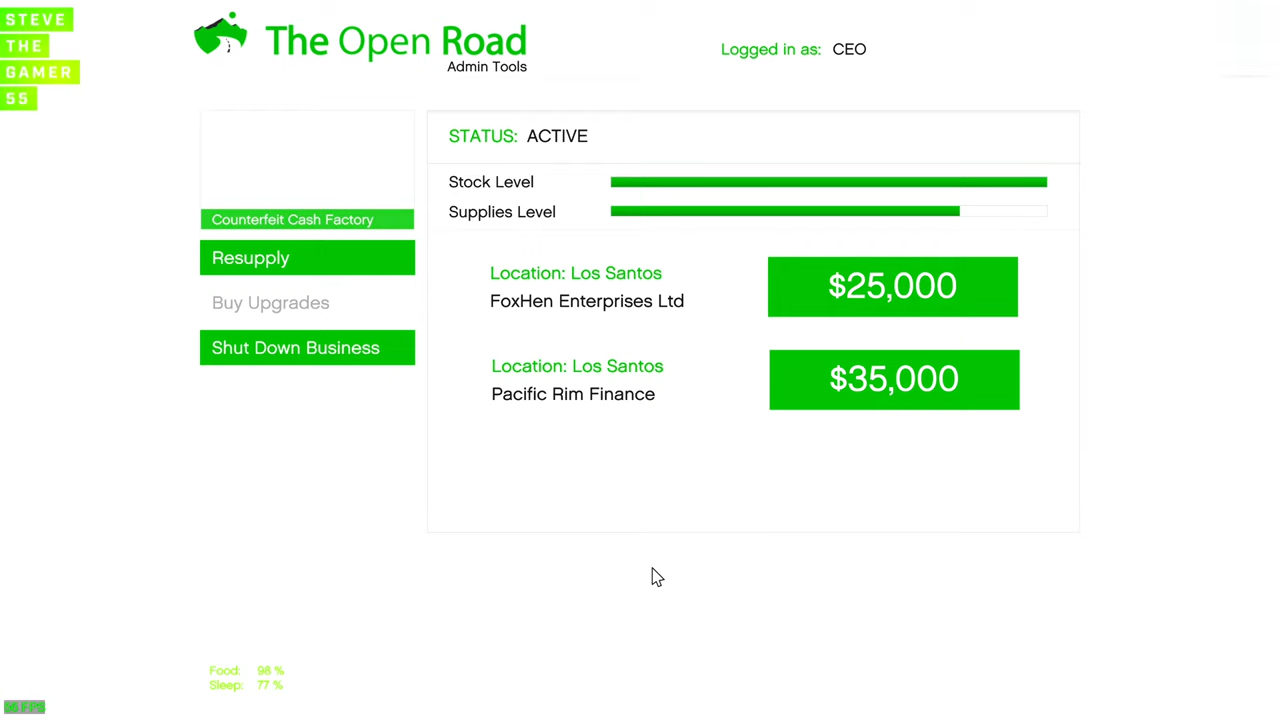 STEVE
THE
GAMER
55
The Open Road
Admin Tools
Logged in as: CEO
STATUS: ACTIVE
Stock Level
Supplies Level
Counterfeit Cash Factory
Resupply
Buy Upgrades
Shut Down Business
Location: Los Santos
FoxHen Enterprises Ltd
$25,000
Location: Los Santos
Pacific Rim Finance
$35,000
Food: 98 %
Sleep: 77 %